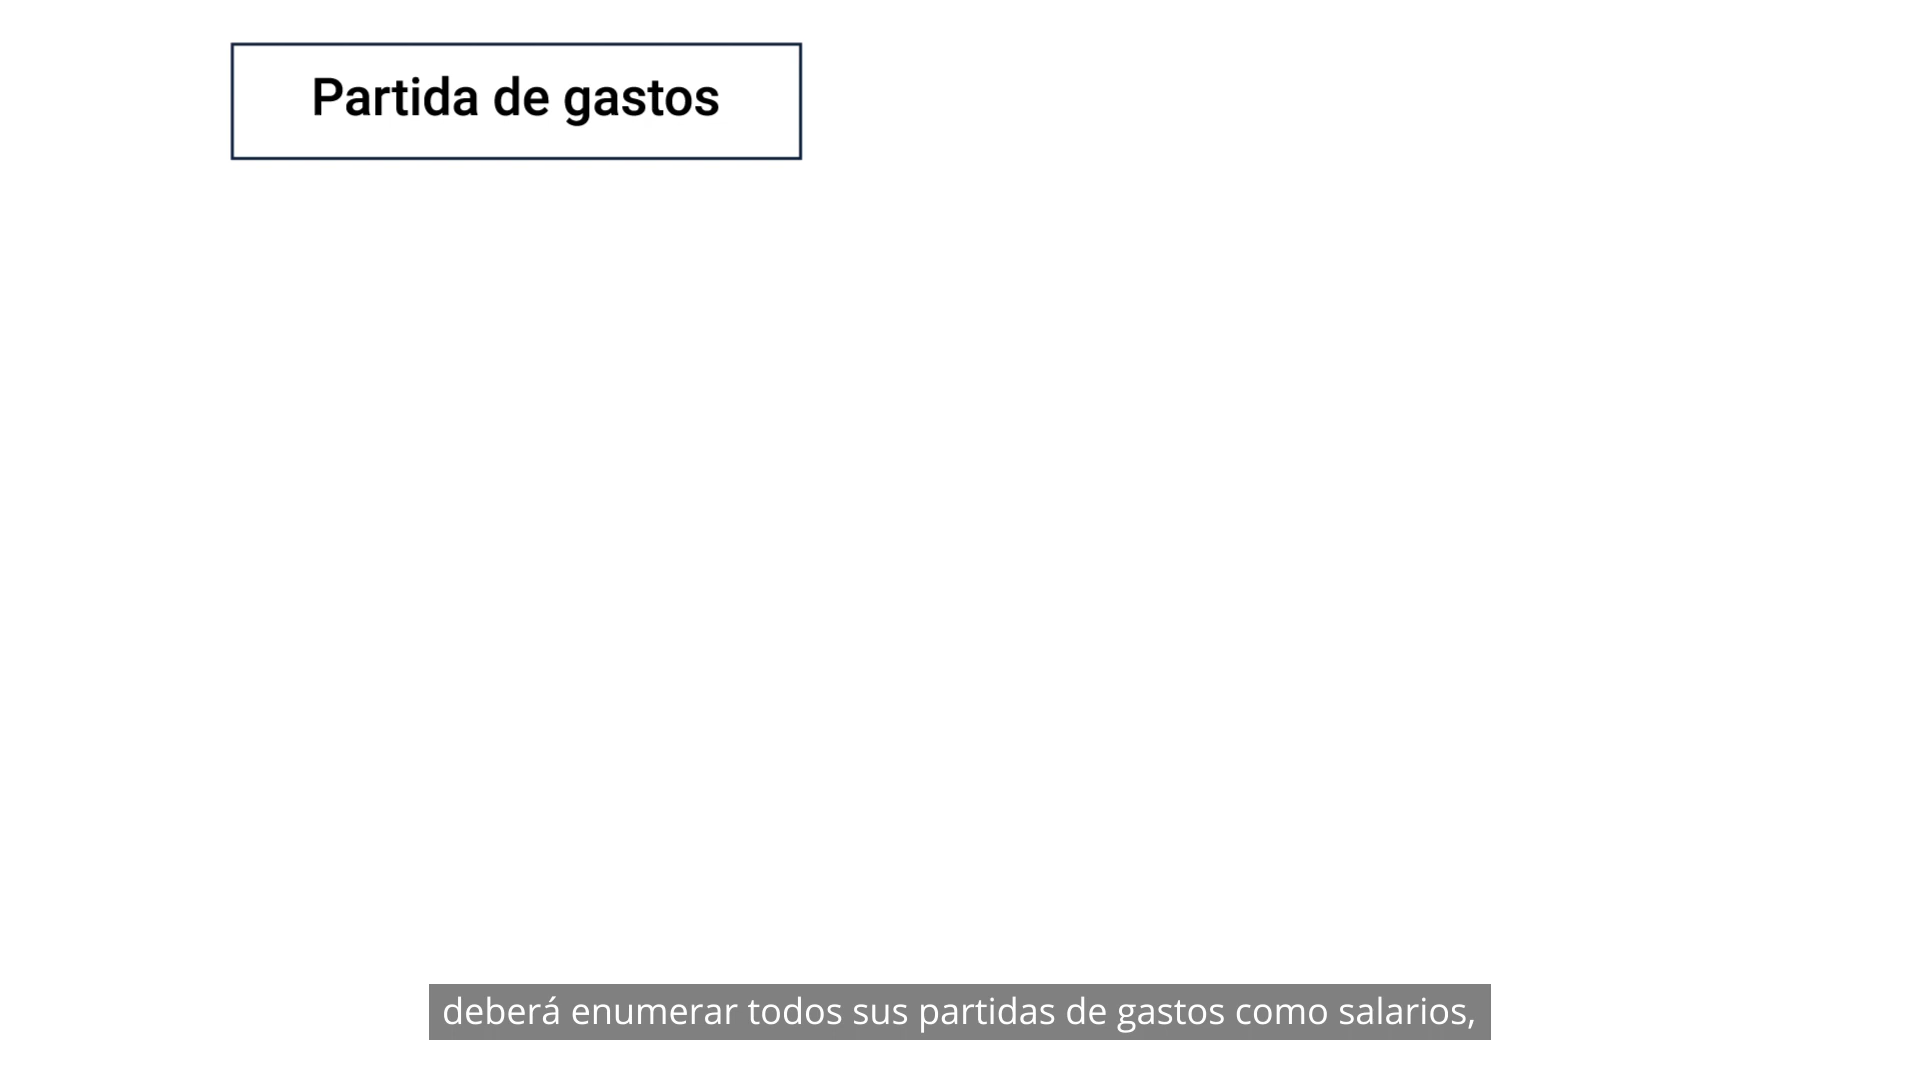 Partida de gastos
deberá enumerar todos sus partidas de gastos como salarios,